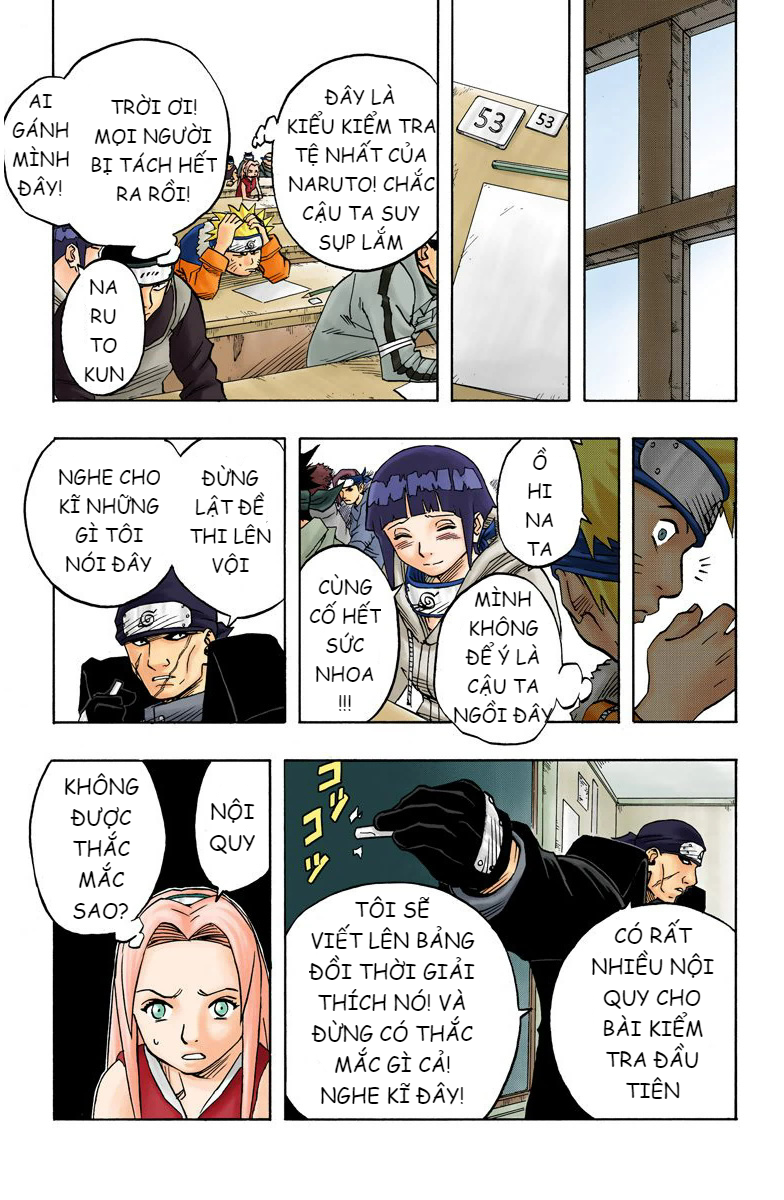 53
53
ĐÂY LÀ
KIỂU KIỂM TRA
TỆ NHẤT CỦA
NARUTO! CHẮC
CẬU TA SUY
SỤP LẮM
TRỜI ƠI!
MỌI NGƯỜI
BỊ TÁCH HẾT
RA RỒI!
AI
GÁNH
MÌNH
ĐÂY!
NA
RU
TO
KUN
Ồ
HI
NA
TA
MÌNH
KHÔNG
ĐỂ Ý LÀ
CẬU TA
NGỒI ĐÂY
CÙNG
CỐ HẾT
SỨC
NHOA
!!!
ĐỪNG
LẬT ĐỀ
THI LÊN
VỘI
NGHE CHO
KĨ NHỮNG
GÌ TÔI
NÓI ĐÂY
CÓ RẤT
NHIỀU NỘI
QUY CHO
BÀI KIỂM
TRA ĐẦU
TIÊN
コツ
コツ
TÔI SẼ
VIẾT LÊN BẢNG
ĐỒI THỜI GIẢI
THÍCH NÓ! VÀ
ĐỪNG CÓ THẮC
MẮC GÌ CẢ!
NGHE KĨ ĐÂY!
NỘI
QUY
KHÔNG
ĐƯỢC
THẮC
MẮC
SAO?